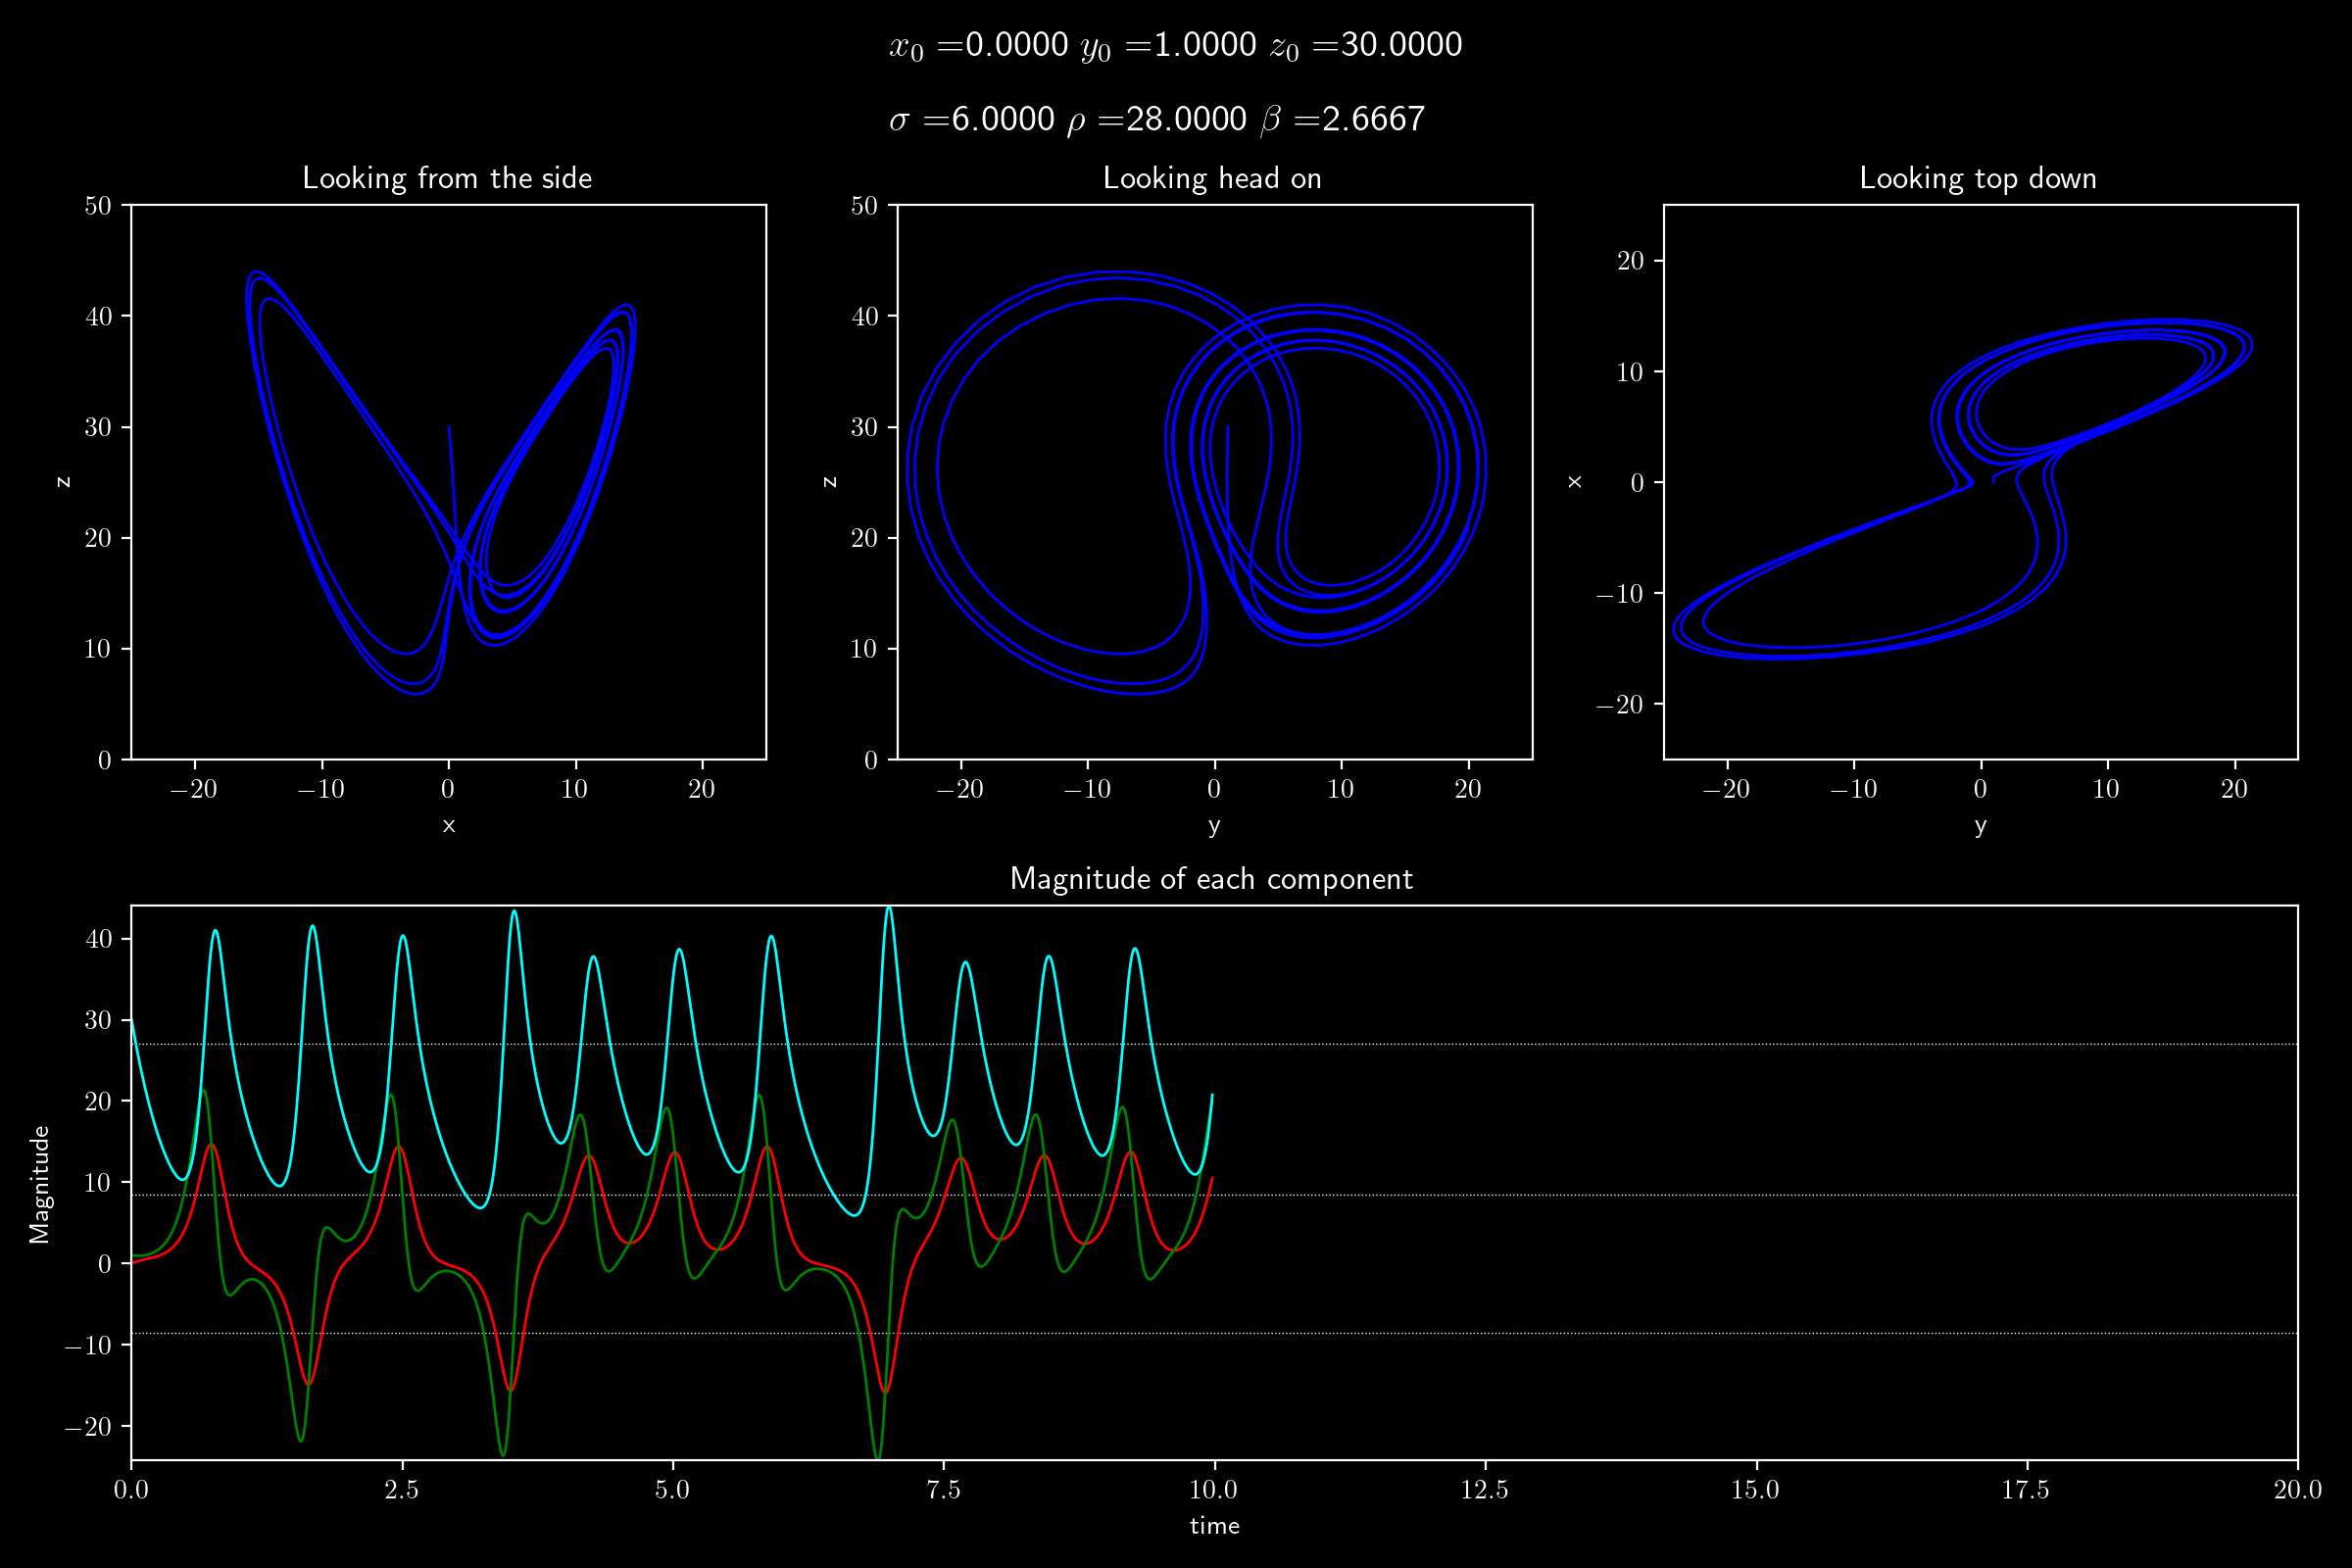 x₀ =0.0000 y₀ =1.0000 z₀ =30.0000
σ =6.0000 ρ =28.0000 β =2.6667
Looking from the side
50
40
30
20
10
0
z
−20 −10 0 10 20
x
Looking head on
50
40
30
20
10
0
z
−20 −10 0 10 20
y
Looking top down
20
10
0
−10
−20
x
−20 −10 0 10 20
y
Magnitude of each component
40
30
20
10
0
−10
−20
Magnitude
0.0 2.5 5.0 7.5 10.0 12.5 15.0 17.5 20.0
time